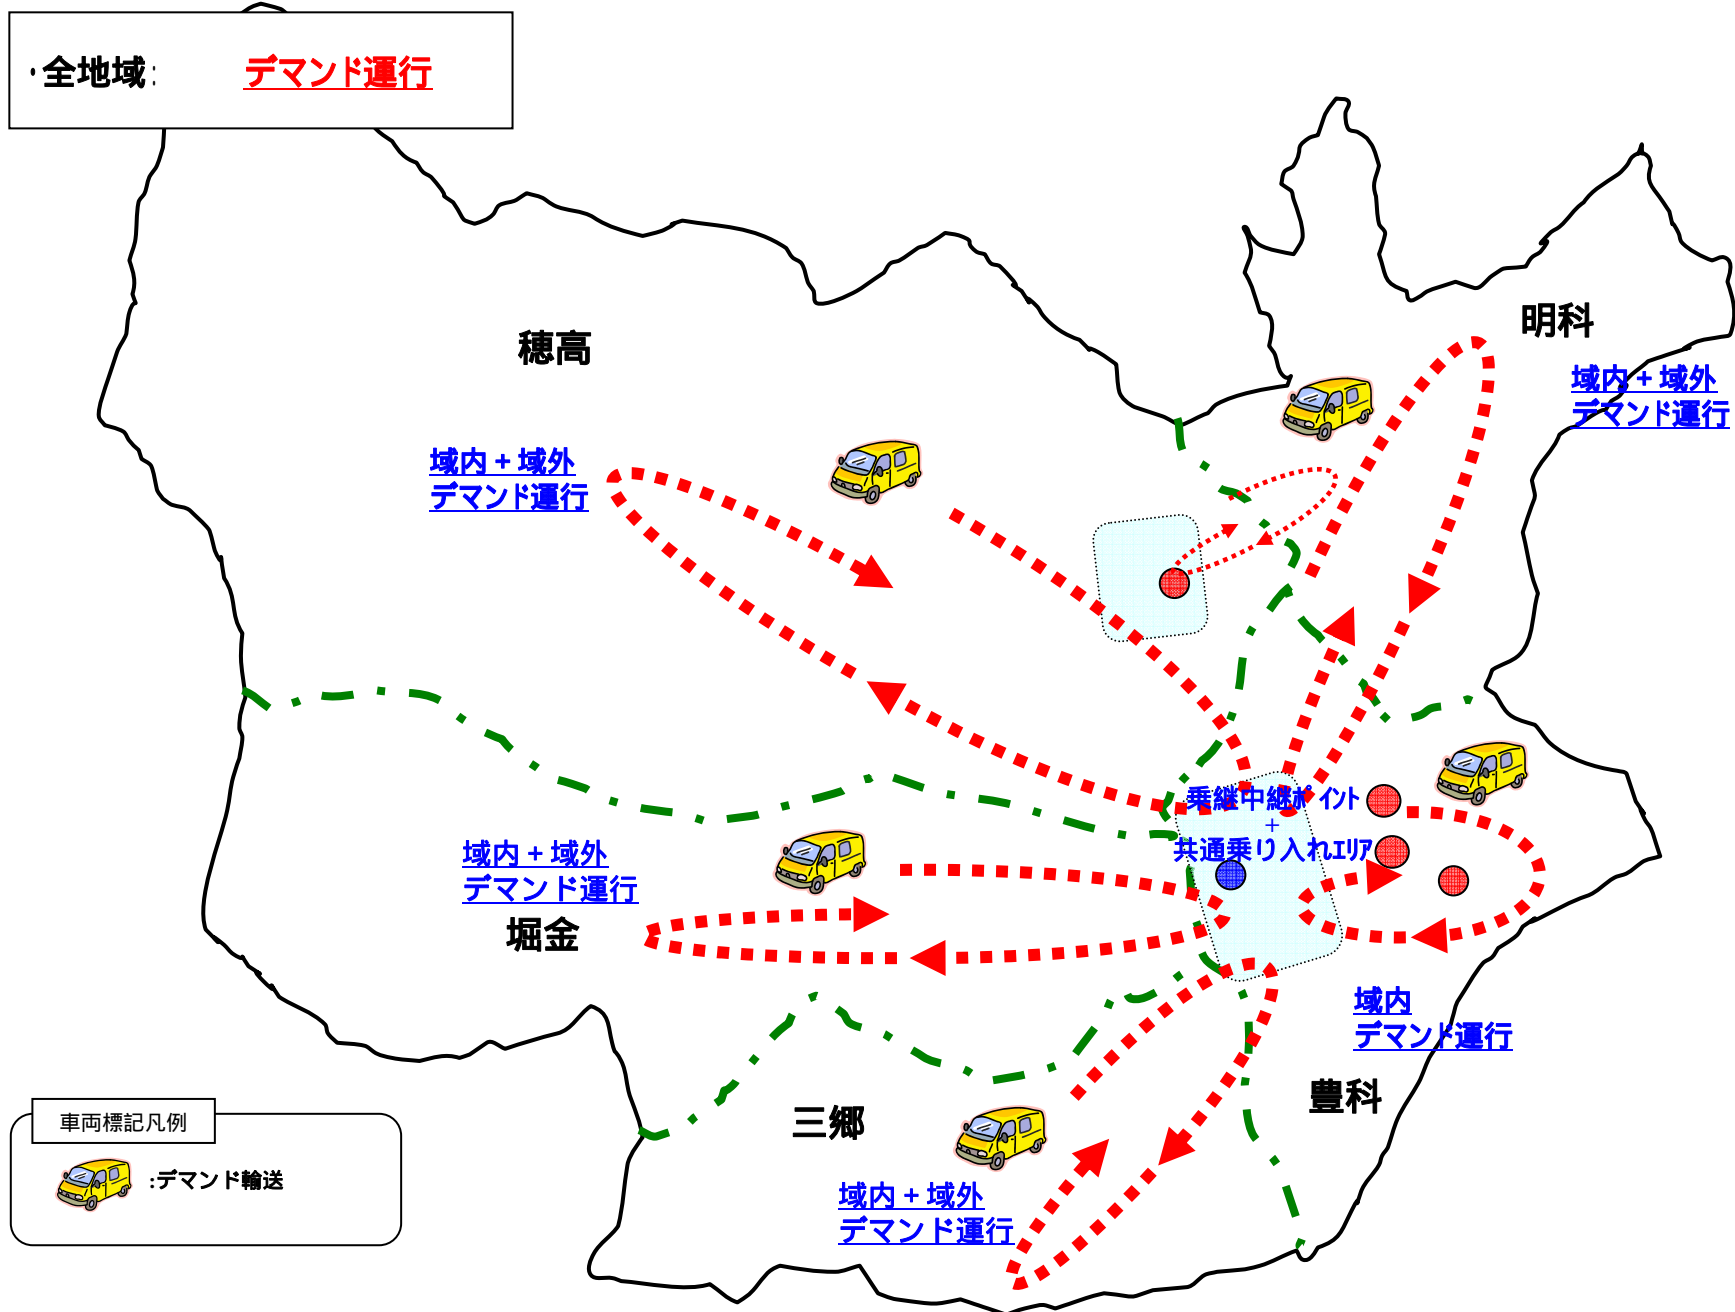 ・全地域: デマンド運行
穂高
明科
域内+域外
デマンド運行
域内+域外
デマンド運行
乗継中継ポイント
+
共通乗り入れエリア
域内+域外
デマンド運行
堀金
域内
デマンド運行
豊科
三郷
域内+域外
デマンド運行
車両標記凡例
:デマンド輸送